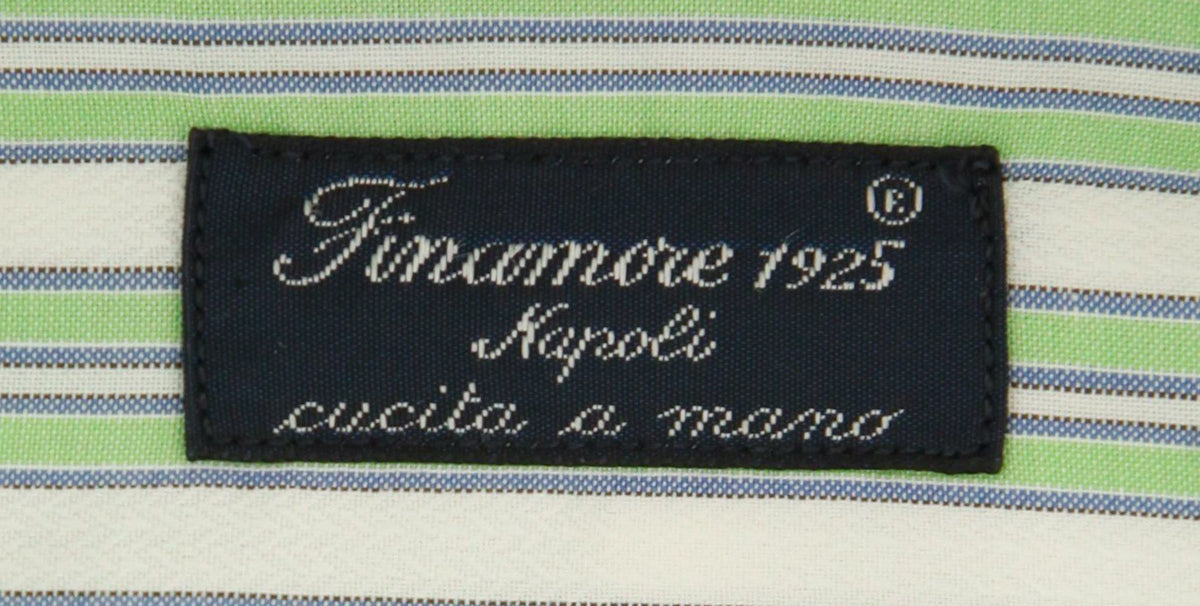 Finamore 1925 ®
Napoli
cucita a mano